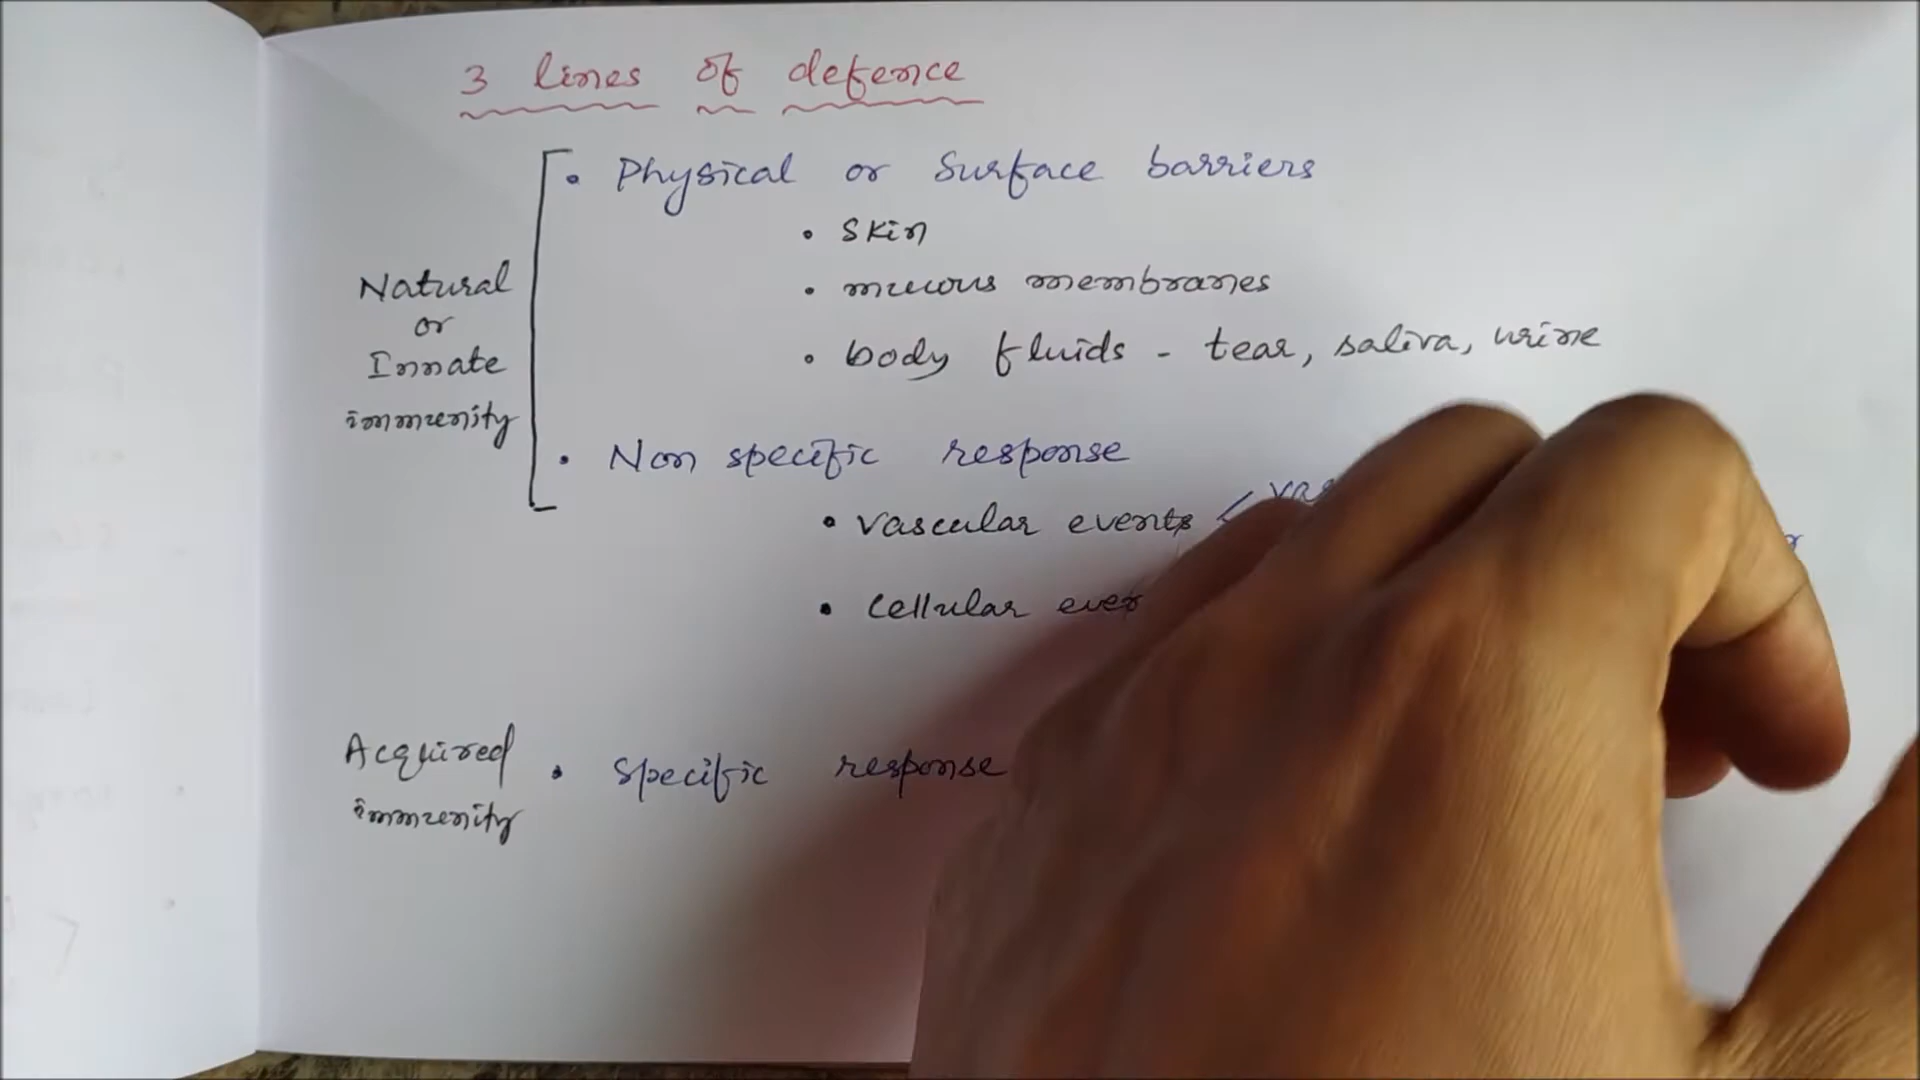 3 lines of defence
• Physical or Surface barriers
• Skin
• mucous membranes
• body fluids - tear, saliva, urine
Natural
or
Innate
immunity
• Non specific response
• vascular events <
• cellular
Acquired
immunity
• Specific response